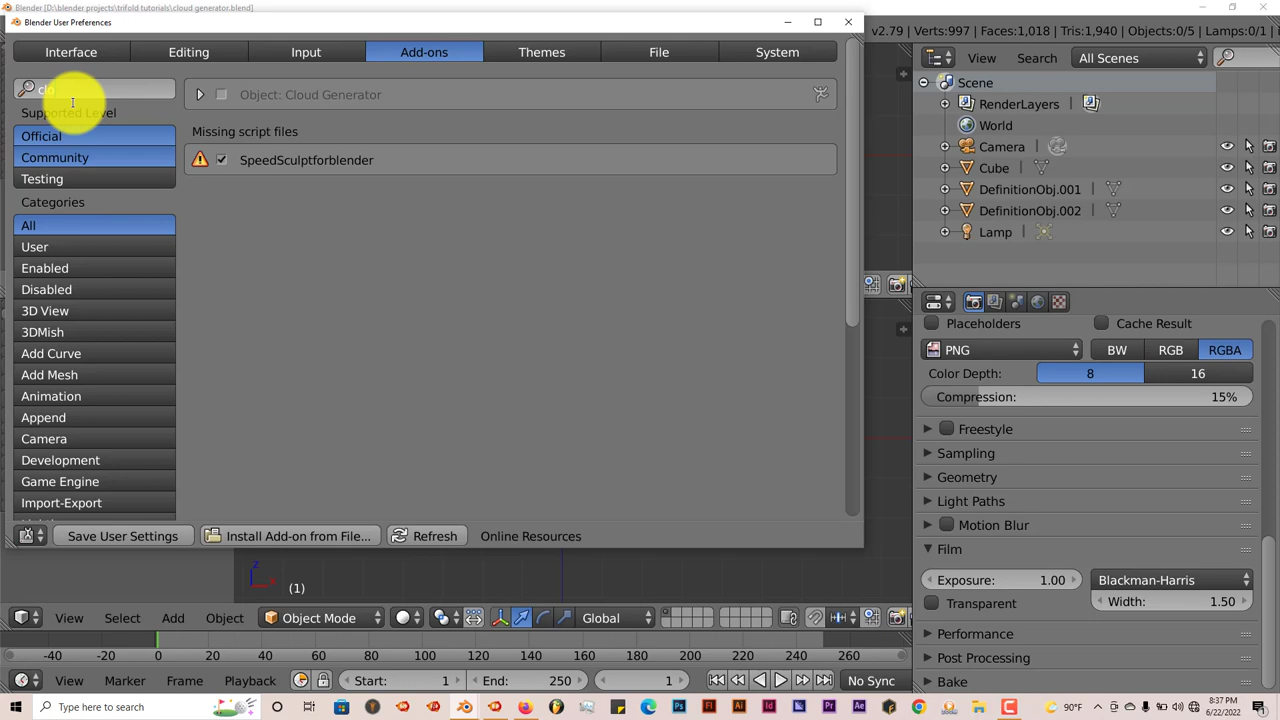 Blender [D:\blender projects\trifold tutorials\cloud generator.blend]
Blender User Preferences
v2.79 | Verts:997 | Faces:1,018 | Tris:1,940 | Objects:0/5 | Lamps:0/1 |
Interface
Editing
Input
Add-ons
Themes
File
System
View
Search
All Scenes
clo
Object: Cloud Generator
Supported Level
Official
Community
Testing
Missing script files
SpeedSculptforblender
Categories
All
User
Enabled
Disabled
3D View
3DMish
Add Curve
Add Mesh
Animation
Append
Camera
Development
Game Engine
Import-Export
Save User Settings
Install Add-on from File...
Refresh
Online Resources
Scene
RenderLayers
World
Camera
Cube
DefinitionObj.001
DefinitionObj.002
Lamp
Placeholders
Cache Result
PNG
BW
RGB
RGBA
Color Depth:
8
16
Compression:
15%
Freestyle
Sampling
Geometry
Light Paths
Motion Blur
Film
Exposure: 1.00
Blackman-Harris
Transparent
Width: 1.50
Performance
Post Processing
Bake
z
x
(1)
View
Select
Add
Object
Object Mode
Global
-40 -20 0 20 40 60 80 100 120 140 160 180 200 220 240 260
View
Marker
Frame
Playback
Start: 1
End: 250
1
No Sync
Type here to search
Ps
Fl
Ai
Id
Pr
Ae
90°F
8:37 PM
6/22/2022
2